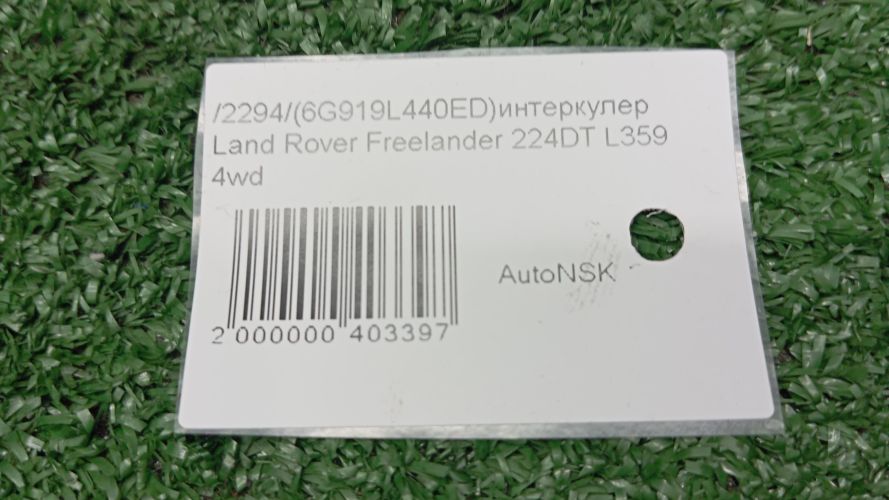 /2294/(6G919L440ED)интеркулер
Land Rover Freelander 224DT L359
4wd
AutoNSK
2 000000 403397